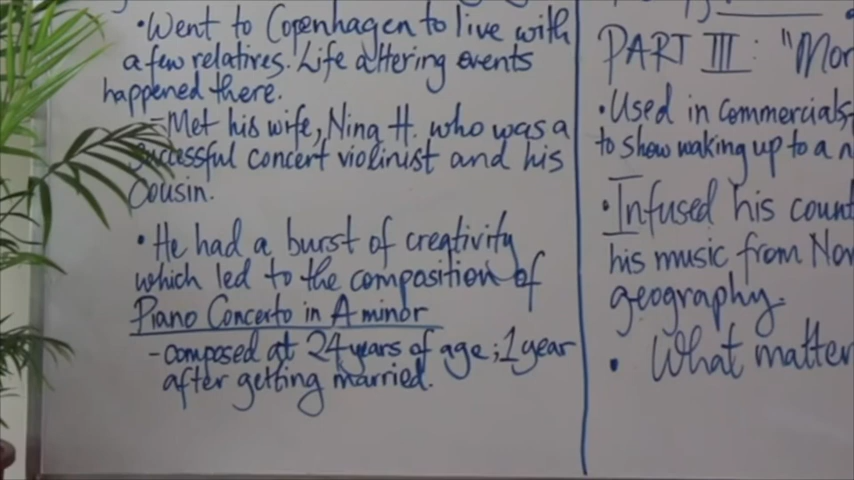 • Went to Copenhagen to live with
a few relatives. Life altering events
happened there.
- Met his wife, Nina H. who was a
successful concert violinist and his
cousin.
• He had a burst of creativity
which led to the composition of
Piano Concerto in A minor
- composed at 24 years of age; 1 year
after getting married.
PART III: "Mor
• Used in commercials
to show waking up to a n
• Infused his count
his music from Nor
geography.
• What matter